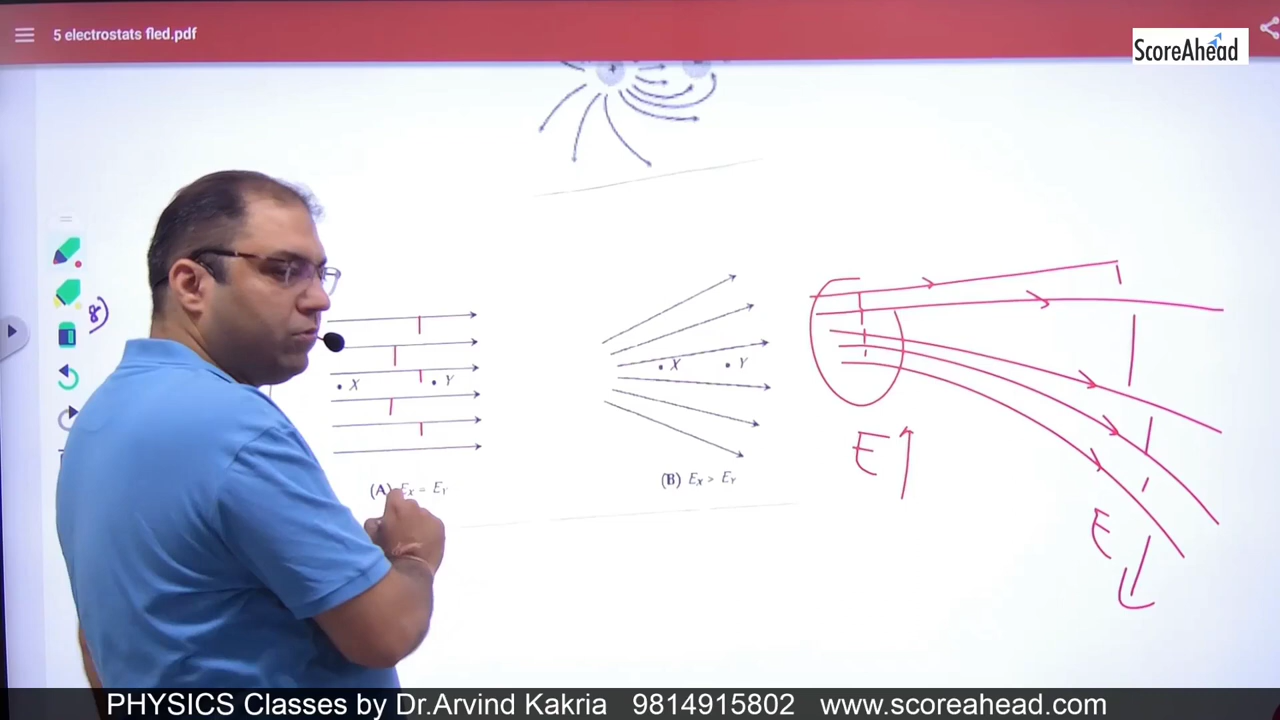 5 electrostats fled.pdf
ScoreAhead
8)
X
Y
X
Y
(A) Ex = EY
(B) EX > EY
E↑
E↓
PHYSICS Classes by Dr.Arvind Kakria 9814915802 www.scoreahead.com